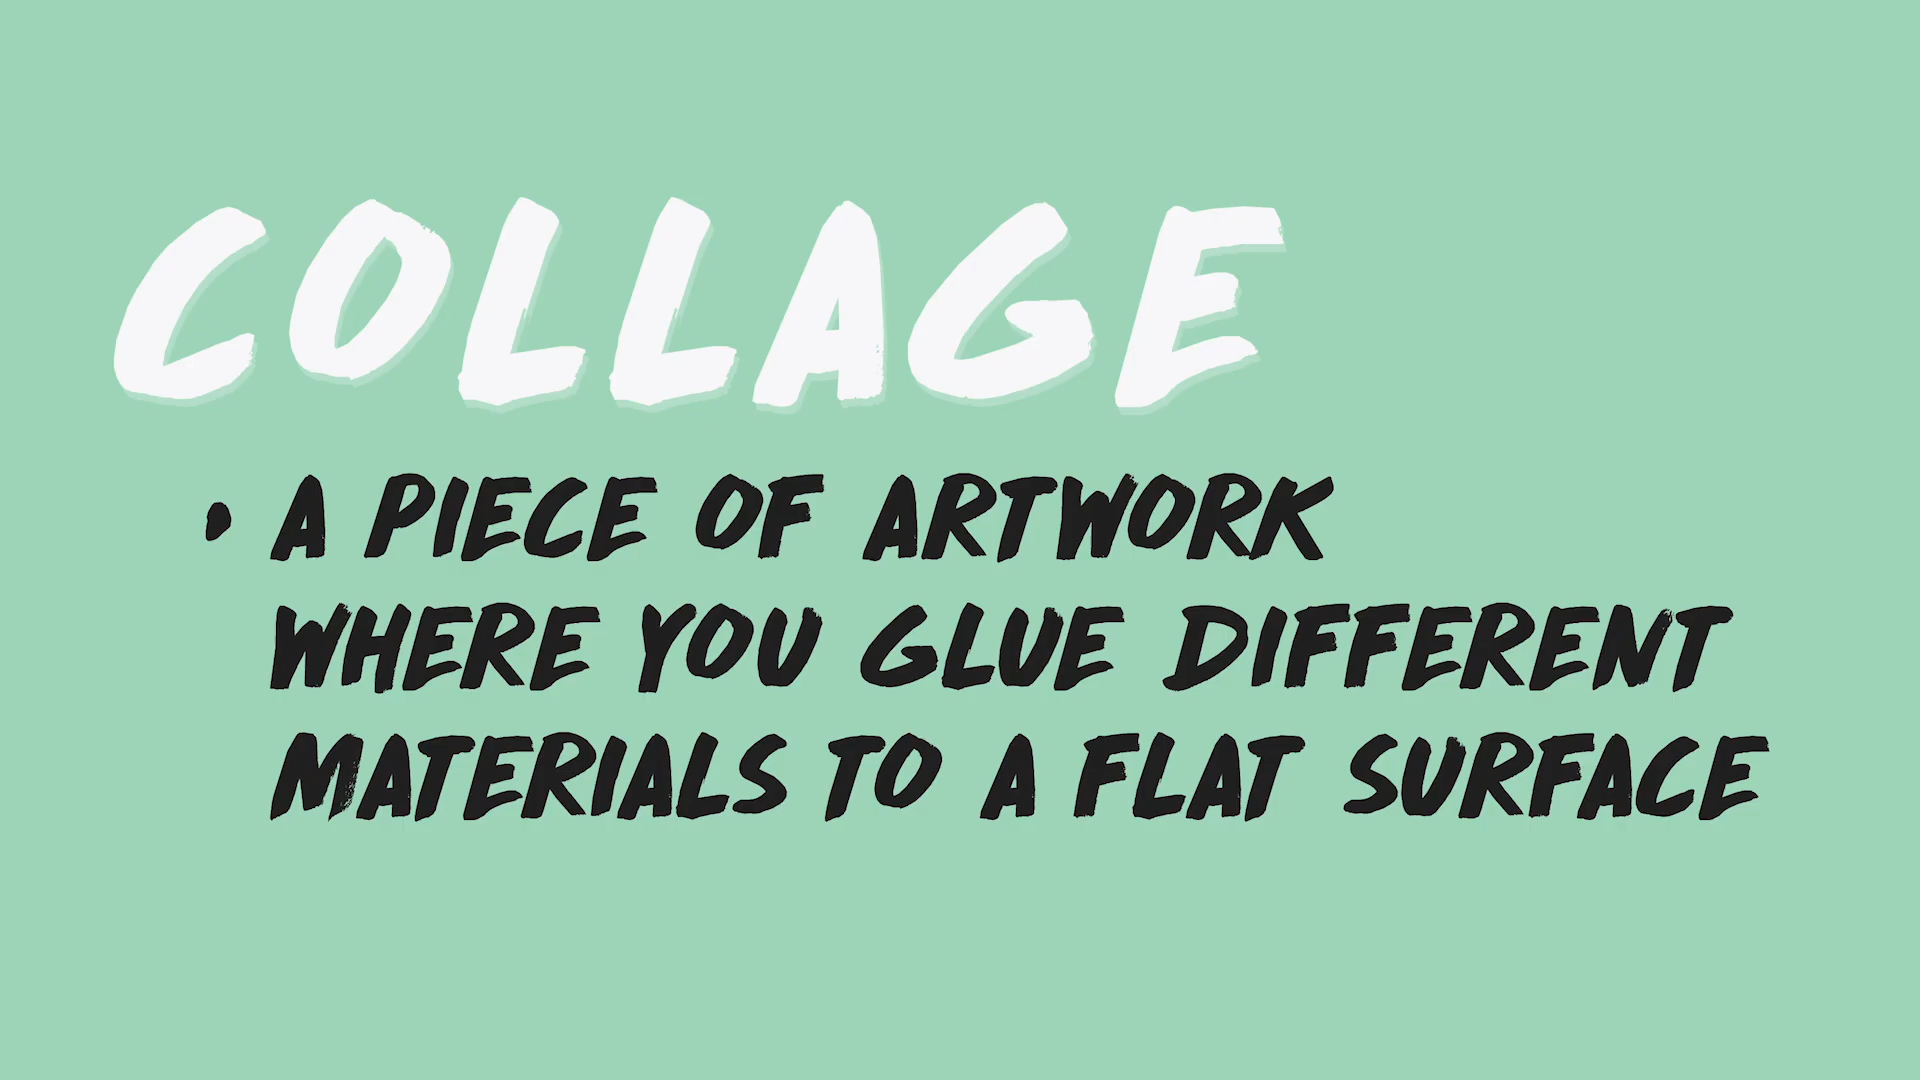 COLLAGE
• A PIECE OF ARTWORK
WHERE YOU GLUE DIFFERENT
MATERIALS TO A FLAT SURFACE